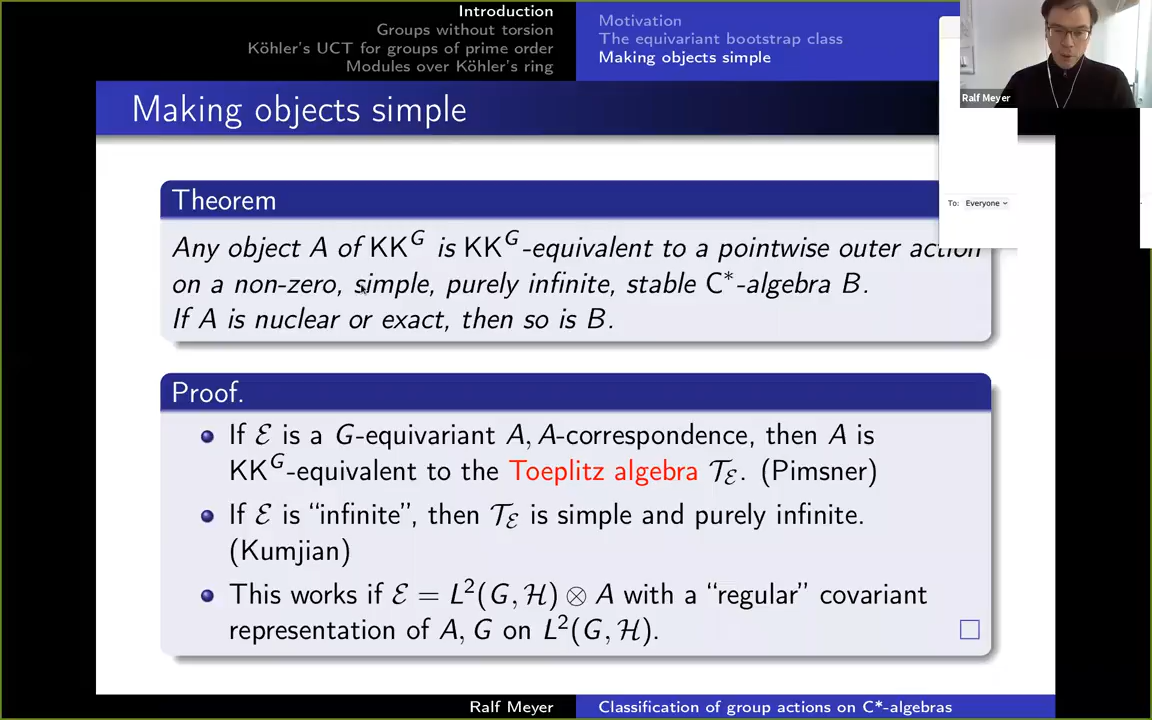 Introduction
Groups without torsion
Köhler's UCT for groups of prime order
Modules over Köhler's ring
Motivation
The equivariant bootstrap class
Making objects simple
Ralf Meyer
Making objects simple
To: Everyone
Theorem
Any object A of KK^G is KK^G-equivalent to a pointwise outer action
on a non-zero, simple, purely infinite, stable C*-algebra B.
If A is nuclear or exact, then so is B.
Proof.
If ℰ is a G-equivariant A, A-correspondence, then A is
KK^G-equivalent to the Toeplitz algebra 𝒯_ℰ. (Pimsner)
If ℰ is “infinite”, then 𝒯_ℰ is simple and purely infinite.
(Kumjian)
This works if ℰ = L²(G, ℋ) ⊗ A with a “regular” covariant
representation of A, G on L²(G, ℋ).
Ralf Meyer
Classification of group actions on C*-algebras